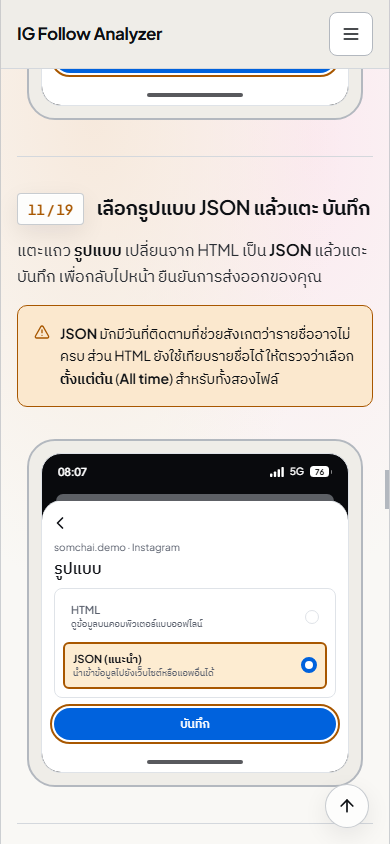 IG Follow Analyzer
11 / 19
เลือกรูปแบบ JSON แล้วแตะ บันทึก
แตะแถว รูปแบบ เปลี่ยนจาก HTML เป็น JSON แล้วแตะ
บันทึก เพื่อกลับไปหน้า ยืนยันการส่งออกของคุณ
JSON มักมีวันที่ติดตามที่ช่วยสังเกตว่ารายชื่ออาจไม่
ครบ ส่วน HTML ยังใช้เทียบรายชื่อได้ ให้ตรวจว่าเลือก
ตั้งแต่ต้น (All time) สำหรับทั้งสองไฟล์
08:07
5G 76
somchai.demo · Instagram
รูปแบบ
HTML
ดูข้อมูลบนคอมพิวเตอร์แบบออฟไลน์
JSON (แนะนำ)
นำเข้าข้อมูลไปยังเว็บไซต์หรือแอพอื่นได้
บันทึก